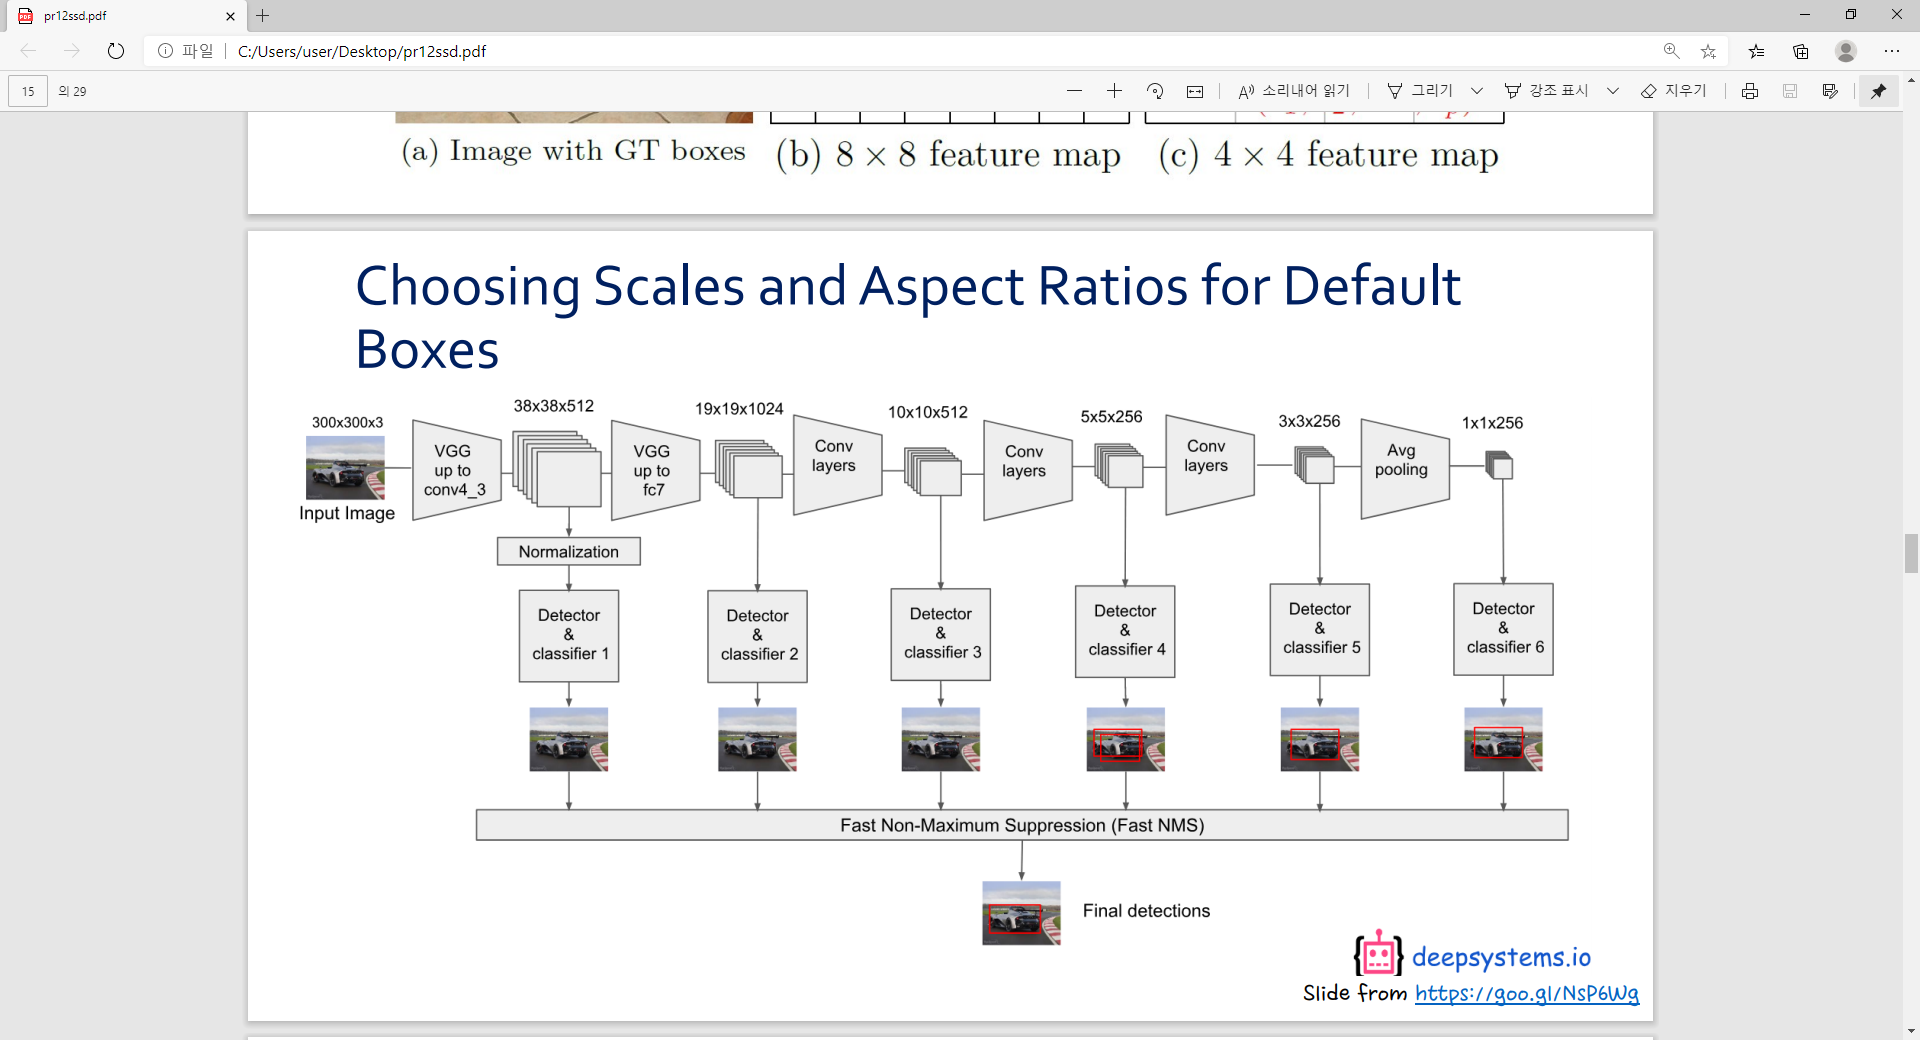 pr12ssd.pdf
파일 C:/Users/user/Desktop/pr12ssd.pdf
15 의 29
소리내어 읽기 그리기 강조 표시 지우기
(a) Image with GT boxes (b) 8 × 8 feature map (c) 4 × 4 feature map
Choosing Scales and Aspect Ratios for Default
Boxes
300x300x3
38x38x512
19x19x1024
10x10x512
5x5x256
3x3x256
1x1x256
Input Image
VGG
up to
conv4_3
VGG
up to
fc7
Conv
layers
Conv
layers
Conv
layers
Avg
pooling
Normalization
Detector
&
classifier 1
Detector
&
classifier 2
Detector
&
classifier 3
Detector
&
classifier 4
Detector
&
classifier 5
Detector
&
classifier 6
Fast Non-Maximum Suppression (Fast NMS)
Final detections
deepsystems.io
Slide from https://goo.gl/NsP6Wg